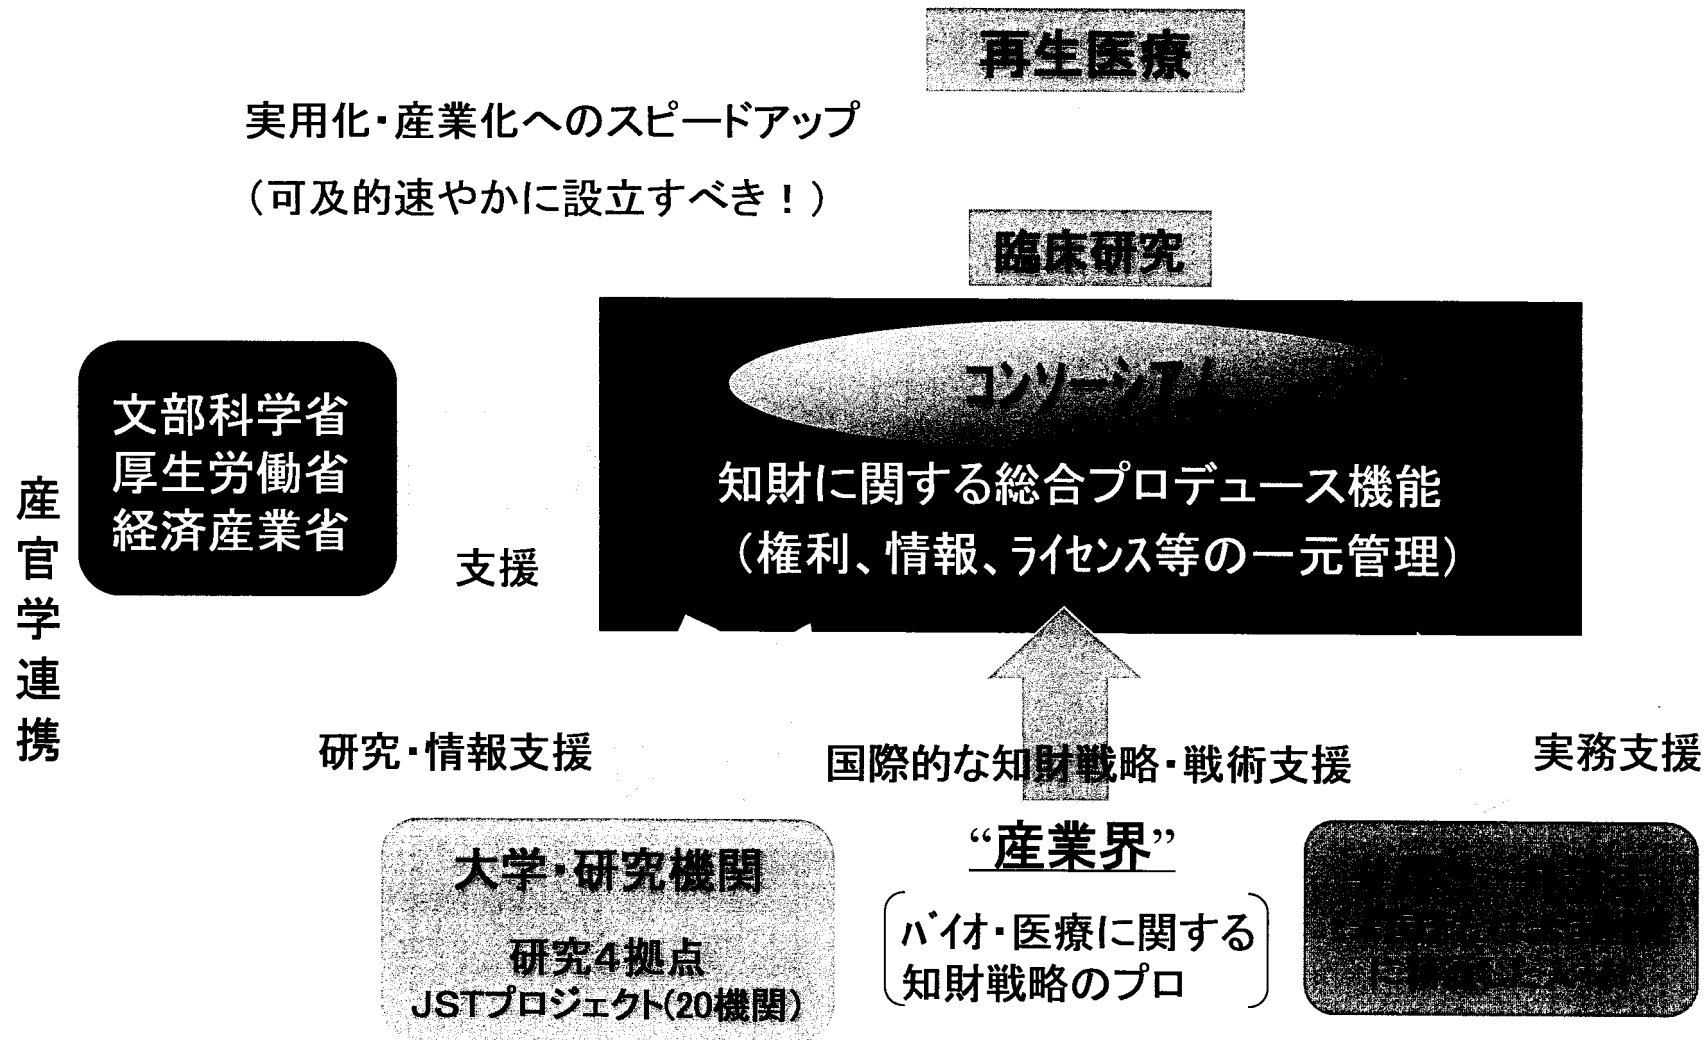 再生医療
実用化・産業化へのスピードアップ
（可及的速やかに設立すべき！）
臨床研究
コンソーシアム
文部科学省
厚生労働省
経済産業省
知財に関する総合プロデュース機能
（権利、情報、ライセンス等の一元管理）
産官学連携
支援
研究・情報支援
国際的な知財戦略・戦術支援
実務支援
大学・研究機関
研究4拠点
JSTプロジェクト(20機関)
“産業界”
バイオ・医療に関する
知財戦略のプロ